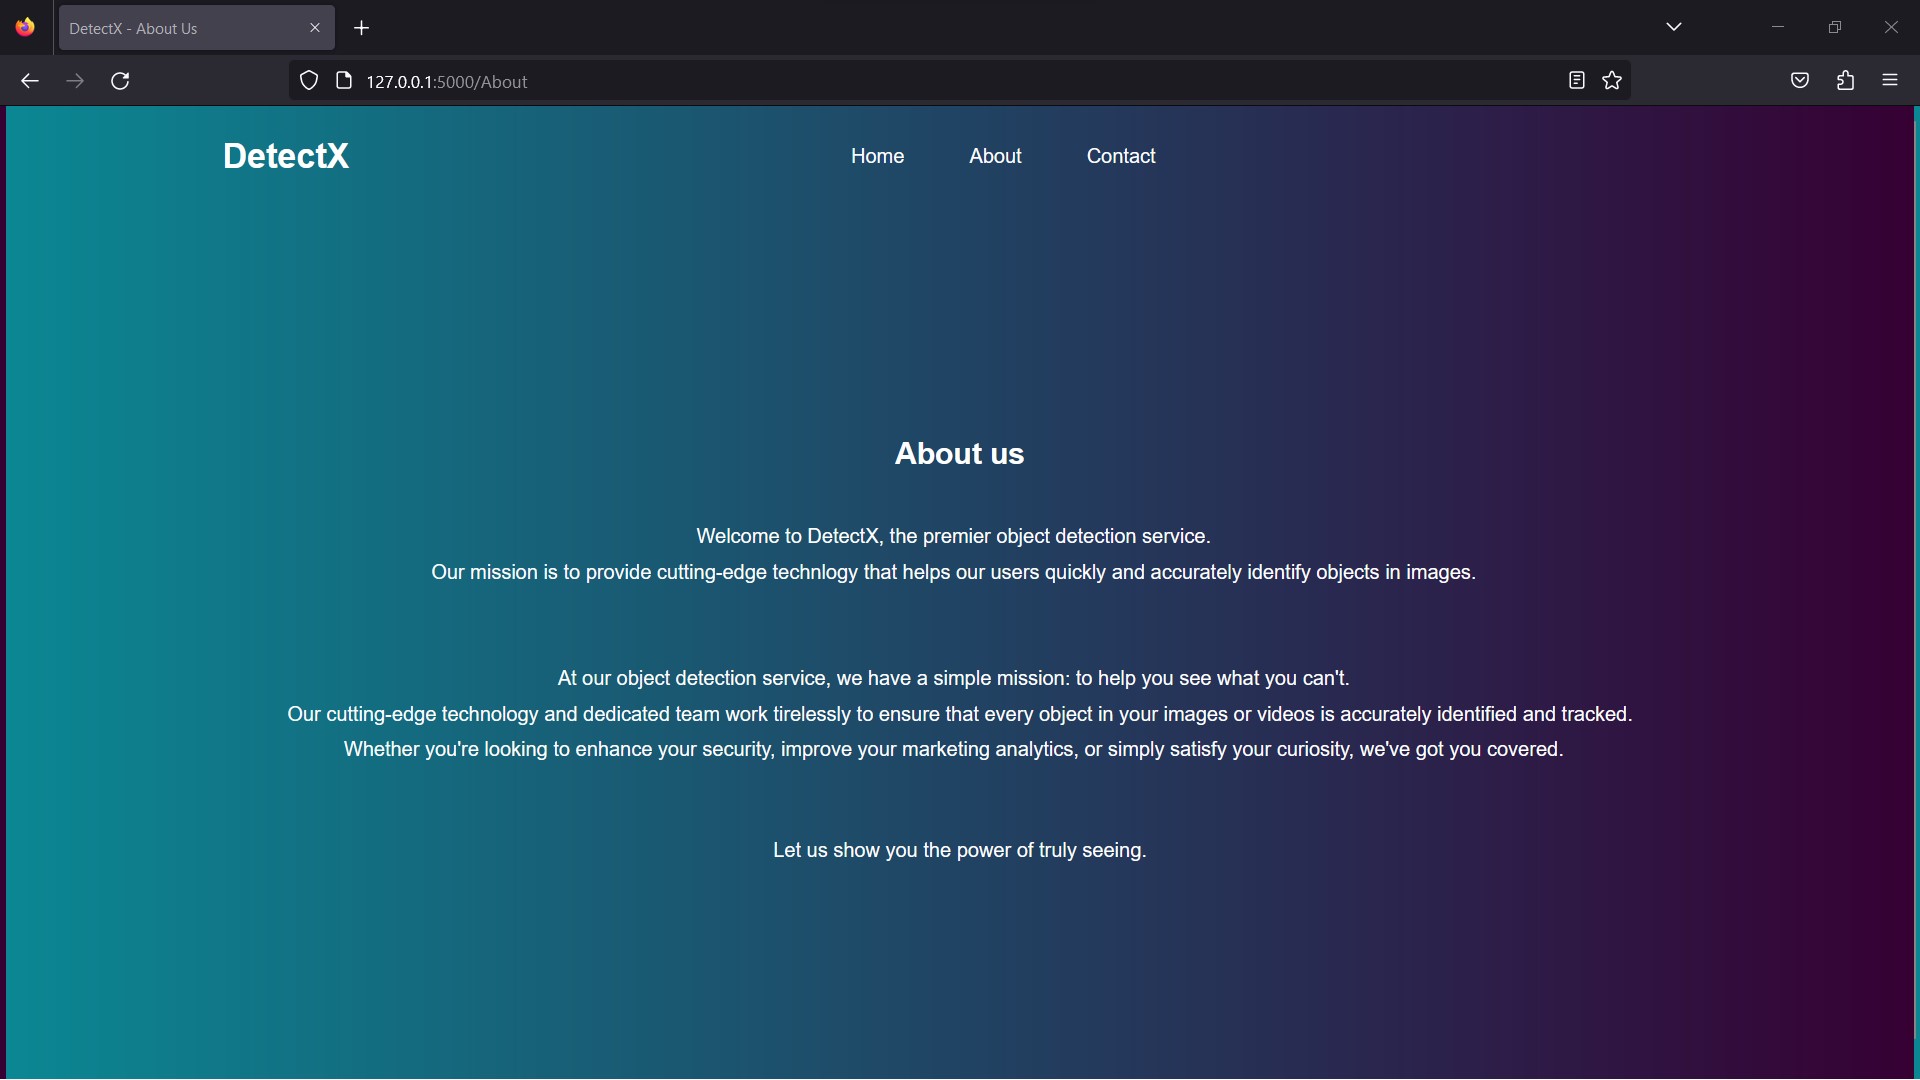 DetectX - About Us
127.0.0.1:5000/About
DetectX
Home About Contact
About us
Welcome to DetectX, the premier object detection service.
Our mission is to provide cutting-edge technlogy that helps our users quickly and accurately identify objects in images.
At our object detection service, we have a simple mission: to help you see what you can't.
Our cutting-edge technology and dedicated team work tirelessly to ensure that every object in your images or videos is accurately identified and tracked.
Whether you're looking to enhance your security, improve your marketing analytics, or simply satisfy your curiosity, we've got you covered.
Let us show you the power of truly seeing.